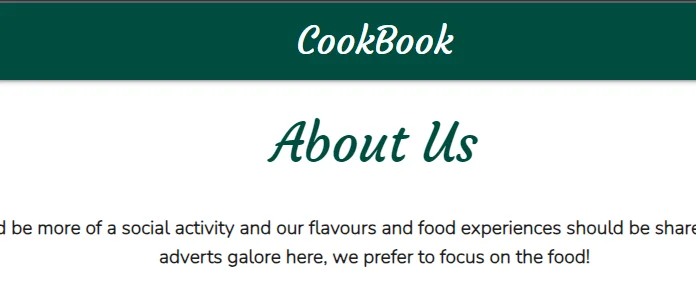 CookBook
About Us
be more of a social activity and our flavours and food experiences should be
adverts galore here, we prefer to focus on the food!